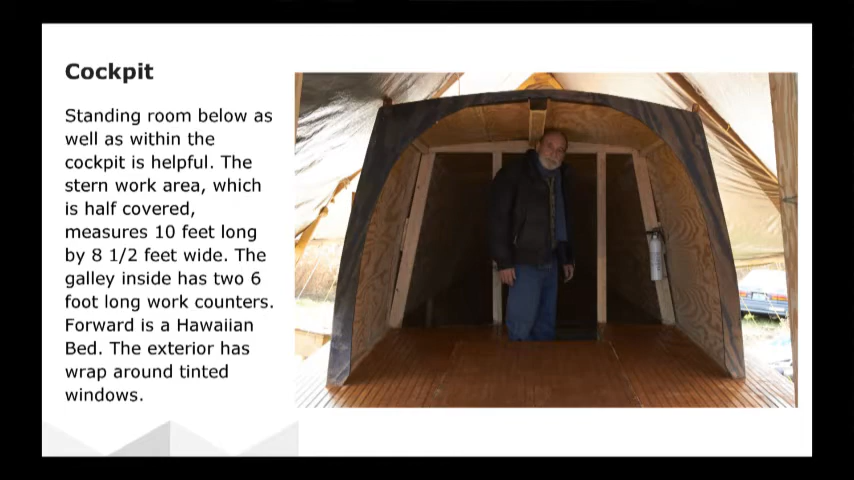 Cockpit
Standing room below as
well as within the
cockpit is helpful. The
stern work area, which
is half covered,
measures 10 feet long
by 8 1/2 feet wide. The
galley inside has two 6
foot long work counters.
Forward is a Hawaiian
Bed. The exterior has
wrap around tinted
windows.